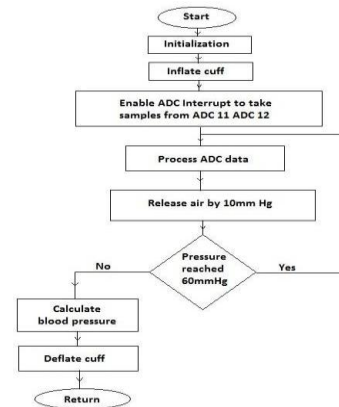 Start
Initialization
Inflate cuff
Enable ADC Interrupt to take
samples from ADC 11 ADC 12
Process ADC data
Release air by 10mm Hg
Pressure
reached
60mmHg
No
Yes
Calculate
blood pressure
Deflate cuff
Return